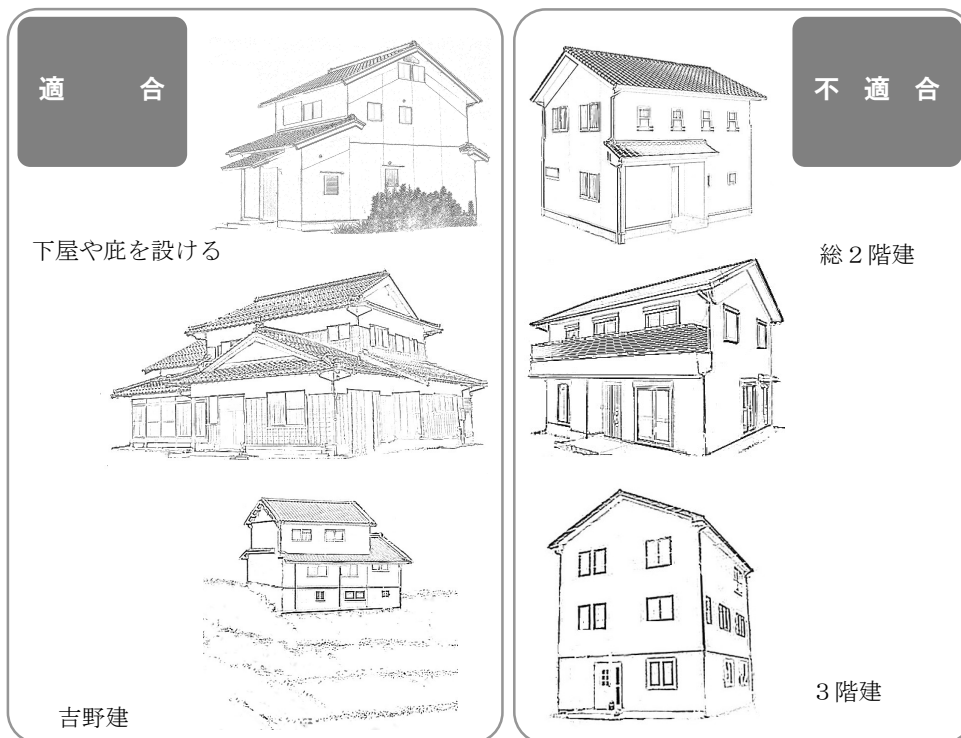 適 合
下屋や庇を設ける
吉野建
不 適 合
総２階建
３階建